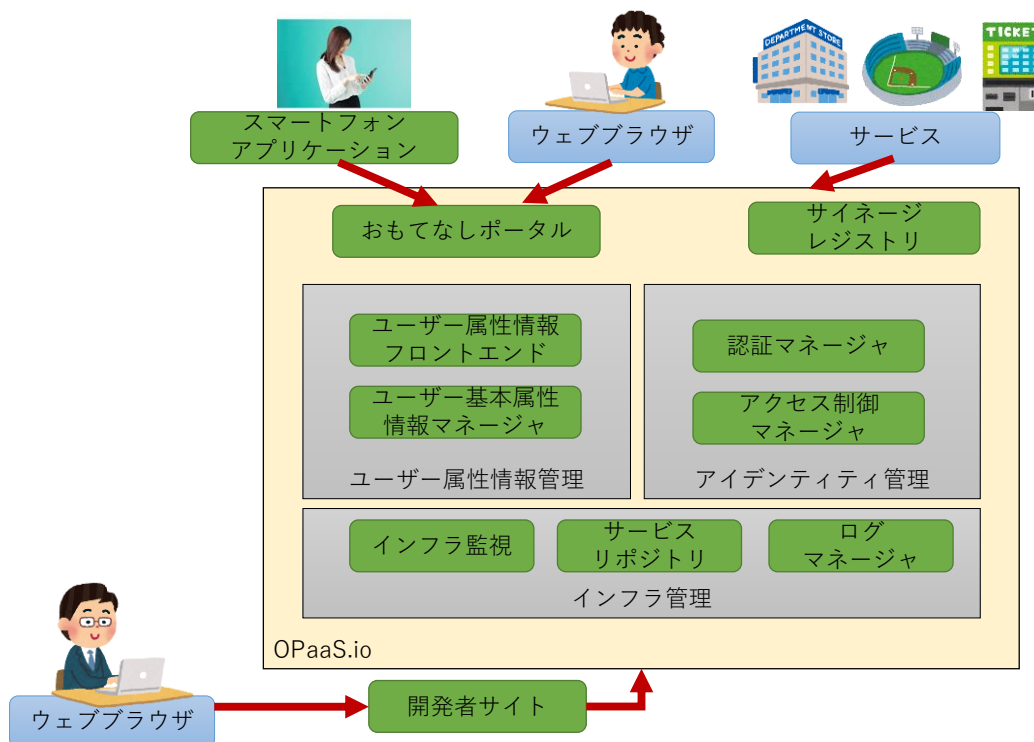 DEPARTMENT STORE
TICKET
スマートフォン
アプリケーション
ウェブブラウザ
サービス
おもてなしポータル
サイネージ
レジストリ
ユーザー属性情報
フロントエンド
ユーザー基本属性
情報マネージャ
ユーザー属性情報管理
認証マネージャ
アクセス制御
マネージャ
アイデンティティ管理
インフラ監視
サービス
リポジトリ
ログ
マネージャ
インフラ管理
OPaaS.io
ウェブブラウザ
開発者サイト